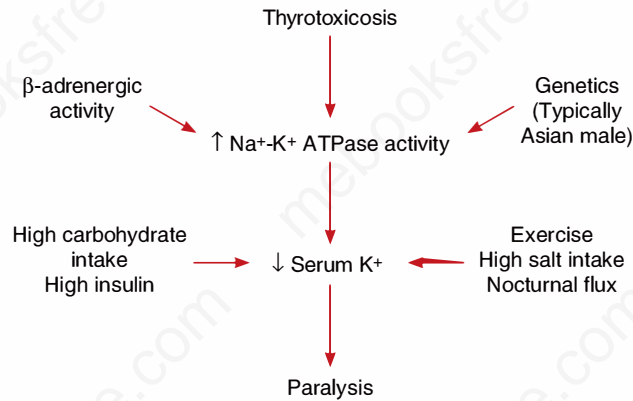 Thyrotoxicosis
β-adrenergic
activity
Genetics
(Typically
Asian male)
↑ Na⁺-K⁺ ATPase activity
High carbohydrate
intake
High insulin
↓ Serum K⁺
Exercise
High salt intake
Nocturnal flux
Paralysis
mebooksfre